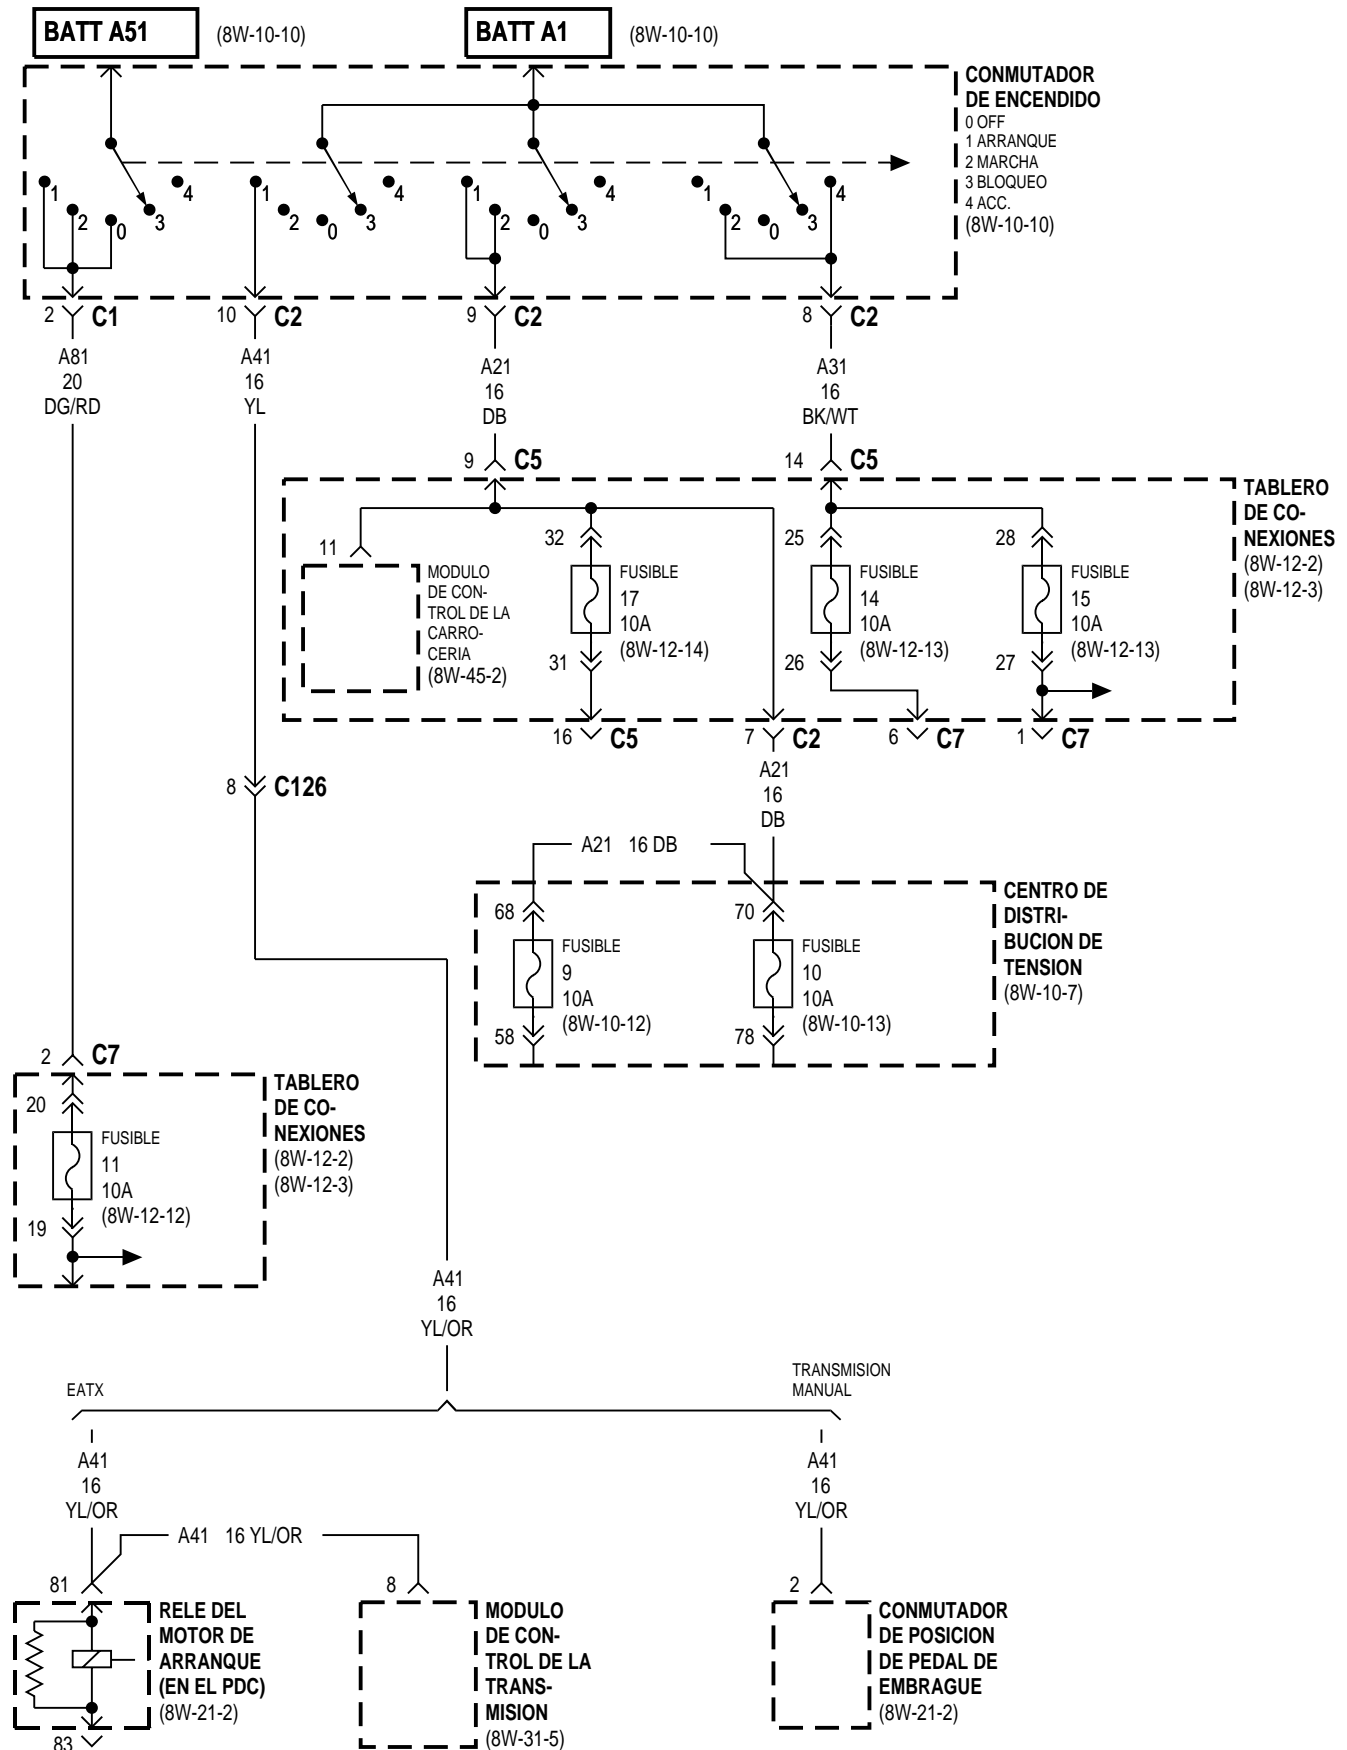 BATT A51
(8W-10-10)
BATT A1
(8W-10-10)
CONMUTADOR
DE ENCENDIDO
0 OFF
1 ARRANQUE
2 MARCHA
3 BLOQUEO
4 ACC.
(8W-10-10)
1 2 0 3 4
1 2 0 3 4
1 2 0 3 4
1 2 0 3 4
2 C1
10 C2
9 C2
8 C2
A81
20
DG/RD
A41
16
YL
A21
16
DB
A31
16
BK/WT
9 C5
14 C5
TABLERO
DE CO-
NEXIONES
(8W-12-2)
(8W-12-3)
11
MODULO
DE CON-
TROL DE LA
CARRO-
CERIA
(8W-45-2)
32
FUSIBLE
17
10A
(8W-12-14)
31
25
FUSIBLE
14
10A
(8W-12-13)
26
28
FUSIBLE
15
10A
(8W-12-13)
27
16 C5
7 C2
6 C7
1 C7
8 C126
A21
16
DB
A21 16 DB
CENTRO DE
DISTRI-
BUCION DE
TENSION
(8W-10-7)
68
FUSIBLE
9
10A
(8W-10-12)
58
70
FUSIBLE
10
10A
(8W-10-13)
78
2 C7
TABLERO
DE CO-
NEXIONES
(8W-12-2)
(8W-12-3)
20
FUSIBLE
11
10A
(8W-12-12)
19
A41
16
YL/OR
EATX
TRANSMISION
MANUAL
A41
16
YL/OR
A41
16
YL/OR
A41 16 YL/OR
81
8
2
RELE DEL
MOTOR DE
ARRANQUE
(EN EL PDC)
(8W-21-2)
83
MODULO
DE CON-
TROL DE LA
TRANS-
MISION
(8W-31-5)
CONMUTADOR
DE POSICION
DE PEDAL DE
EMBRAGUE
(8W-21-2)